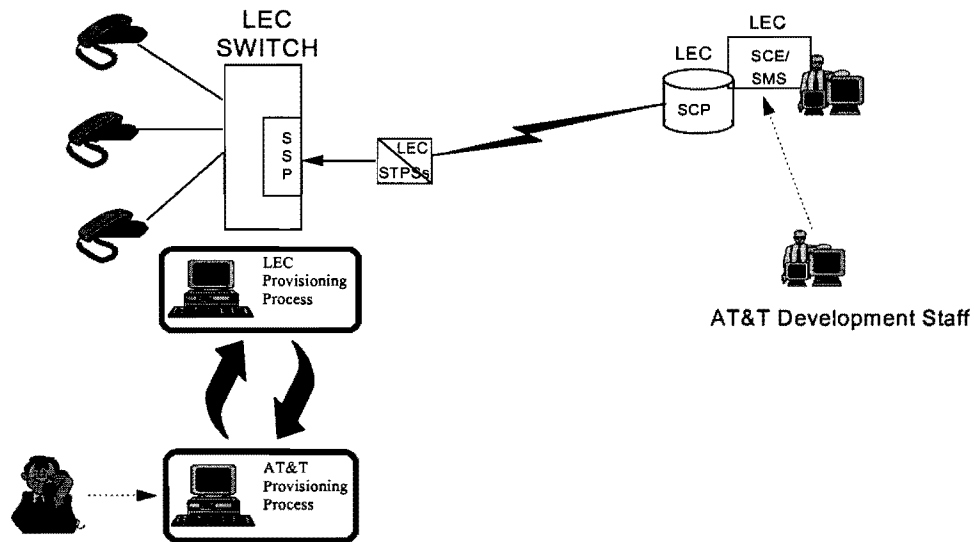 LEC
SWITCH
S
S
P
LEC
STPSs
LEC
SCP
LEC
SCE/
SMS
AT&T Development Staff
LEC
Provisioning
Process
AT&T
Provisioning
Process